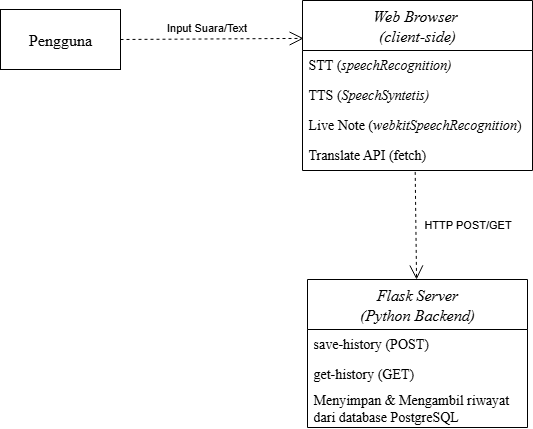 Pengguna
Input Suara/Text
Web Browser
(client-side)
STT (speechRecognition)
TTS (SpeechSyntetis)
Live Note (webkitSpeechRecognition)
Translate API (fetch)
HTTP POST/GET
Flask Server
(Python Backend)
save-history (POST)
get-history (GET)
Menyimpan & Mengambil riwayat
dari database PostgreSQL